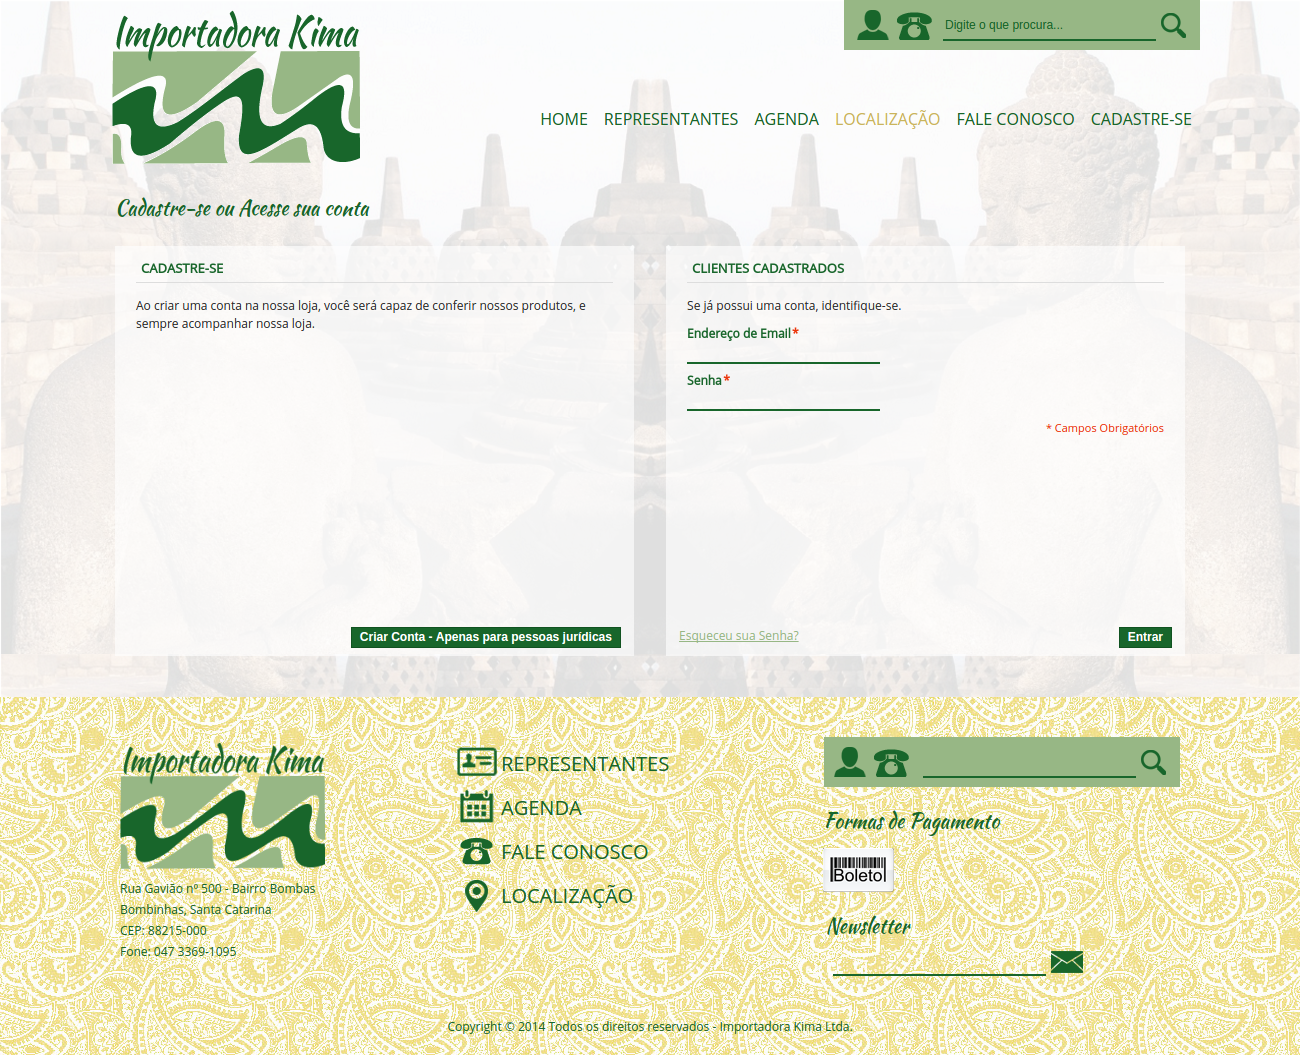 Importadora Kima
Digite o que procura...
HOME REPRESENTANTES AGENDA LOCALIZAÇÃO FALE CONOSCO CADASTRE-SE
Cadastre-se ou Acesse sua conta
CADASTRE-SE
Ao criar uma conta na nossa loja, você será capaz de conferir nossos produtos, e
sempre acompanhar nossa loja.
Criar Conta - Apenas para pessoas jurídicas
CLIENTES CADASTRADOS
Se já possui uma conta, identifique-se.
Endereço de Email*
Senha*
* Campos Obrigatórios
Esqueceu sua Senha?
Entrar
Importadora Kima
Rua Gavião nº 500 - Bairro Bombas
Bombinhas, Santa Catarina
CEP: 88215-000
Fone: 047 3369-1095
REPRESENTANTES
AGENDA
FALE CONOSCO
LOCALIZAÇÃO
Formas de Pagamento
Boleto
Newsletter
Copyright © 2014 Todos os direitos reservados - Importadora Kima Ltda.